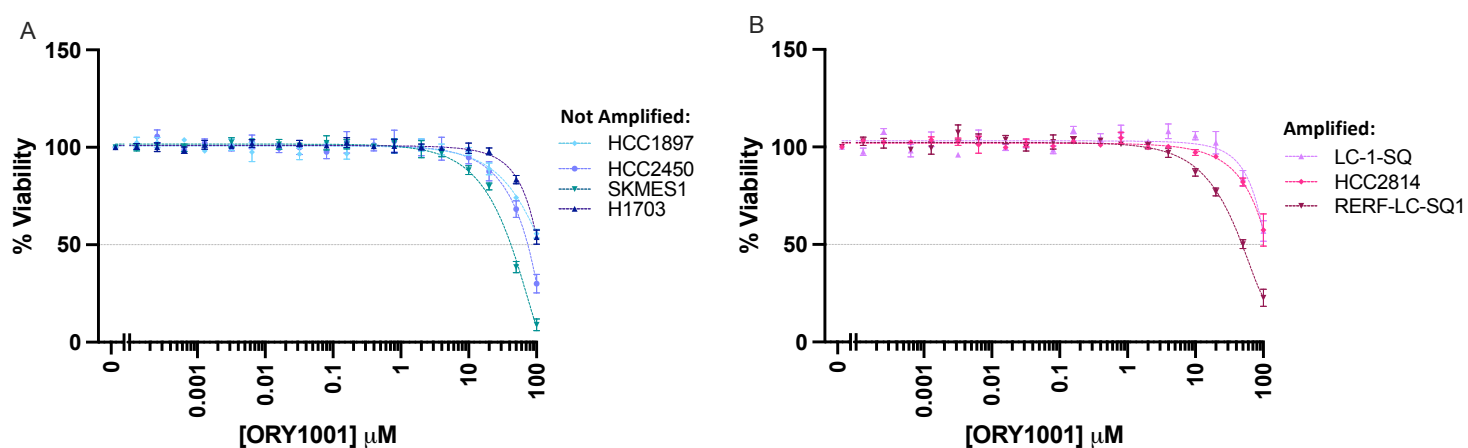 A
150
100
50
0
% Viability
0
0.001
0.01
0.1
1
10
100
[ORY1001] μM
Not Amplified:
HCC1897
HCC2450
SKMES1
H1703
B
150
100
50
0
% Viability
0
0.001
0.01
0.1
1
10
100
[ORY1001] μM
Amplified:
LC-1-SQ
HCC2814
RERF-LC-SQ1